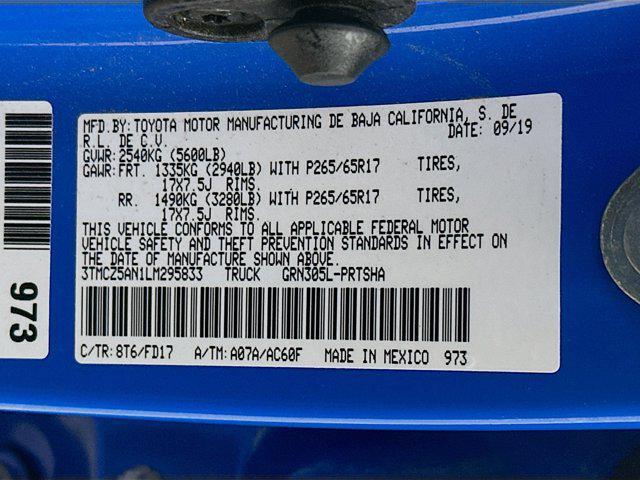 MFD.BY: TOYOTA MOTOR MANUFACTURING DE BAJA CALIFORNIA, S. DE
R.L. DE C.V.
DATE: 09/19
GVWR: 2540KG (5600LB)
GAWR: FRT. 1335KG (2940LB) WITH P265/65R17 TIRES,
17X7.5J RIMS.
RR. 1490KG (3280LB) WITH P265/65R17 TIRES,
17X7.5J RIMS.
THIS VEHICLE CONFORMS TO ALL APPLICABLE FEDERAL MOTOR
VEHICLE SAFETY AND THEFT PREVENTION STANDARDS IN EFFECT ON
THE DATE OF MANUFACTURE SHOWN ABOVE.
3TMCZ5AN1LM295833 TRUCK GRN305L-PRTSHA
C/TR: 8T6/FD17 A/TM: A07A/AC60F MADE IN MEXICO 973
973